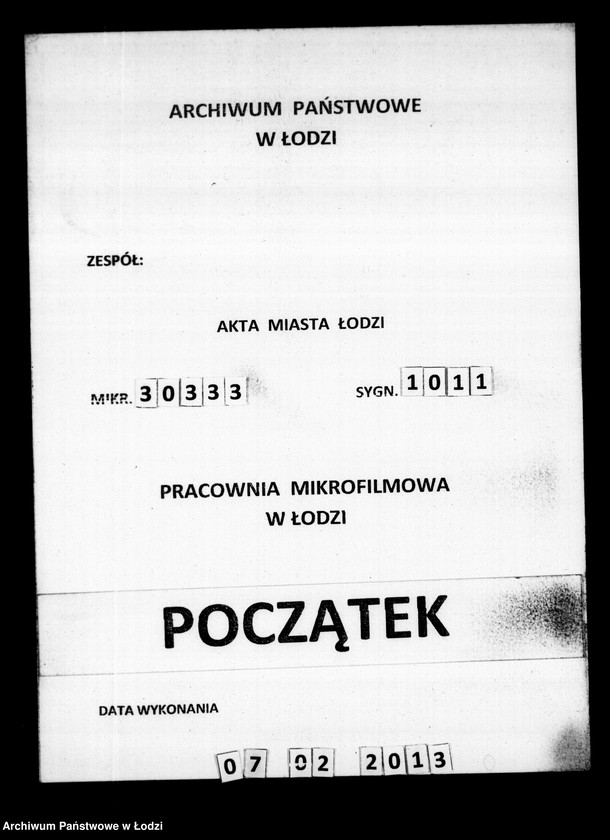 ARCHIWUM PAŃSTWOWE
W ŁODZI
ZESPÓŁ:
AKTA MIASTA ŁODZI
MIKR. 30333 SYGN. 1011
PRACOWNIA MIKROFILMOWA
W ŁODZI
POCZĄTEK
DATA WYKONANIA
07 02 2013
Archiwum Państwowe w Łodzi